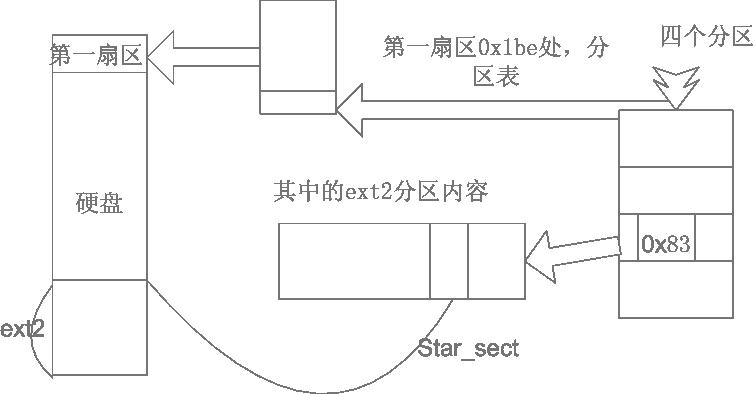 第一扇区
第一扇区0x1be处，分
区表
四个分区
硬盘
其中的ext2分区内容
0x83
ext2
Star_sect